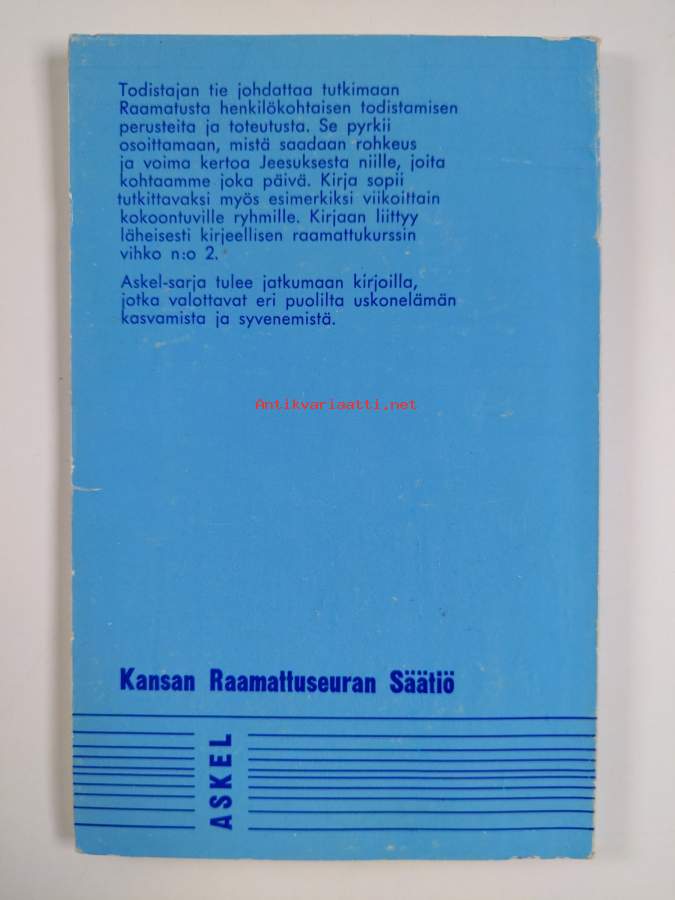 Todistajan tie johdattaa tutkimaan
Raamatusta henkilökohtaisen todistamisen
perusteita ja toteutusta. Se pyrkii
osoittamaan, mistä saadaan rohkeus
ja voima kertoa Jeesuksesta niille, joita
kohtaamme joka päivä. Kirja sopii
tutkittavaksi myös esimerkiksi viikoittain
kokoontuville ryhmille. Kirjaan liittyy
läheisesti kirjeellisen raamattukurssin
vihko n:o 2.
Askel-sarja tulee jatkumaan kirjoilla,
jotka valottavat eri puolilta uskonelämän
kasvamista ja syvenemistä.
Antikvariaatti.net
Kansan Raamattuseuran Säätiö
ASKEL